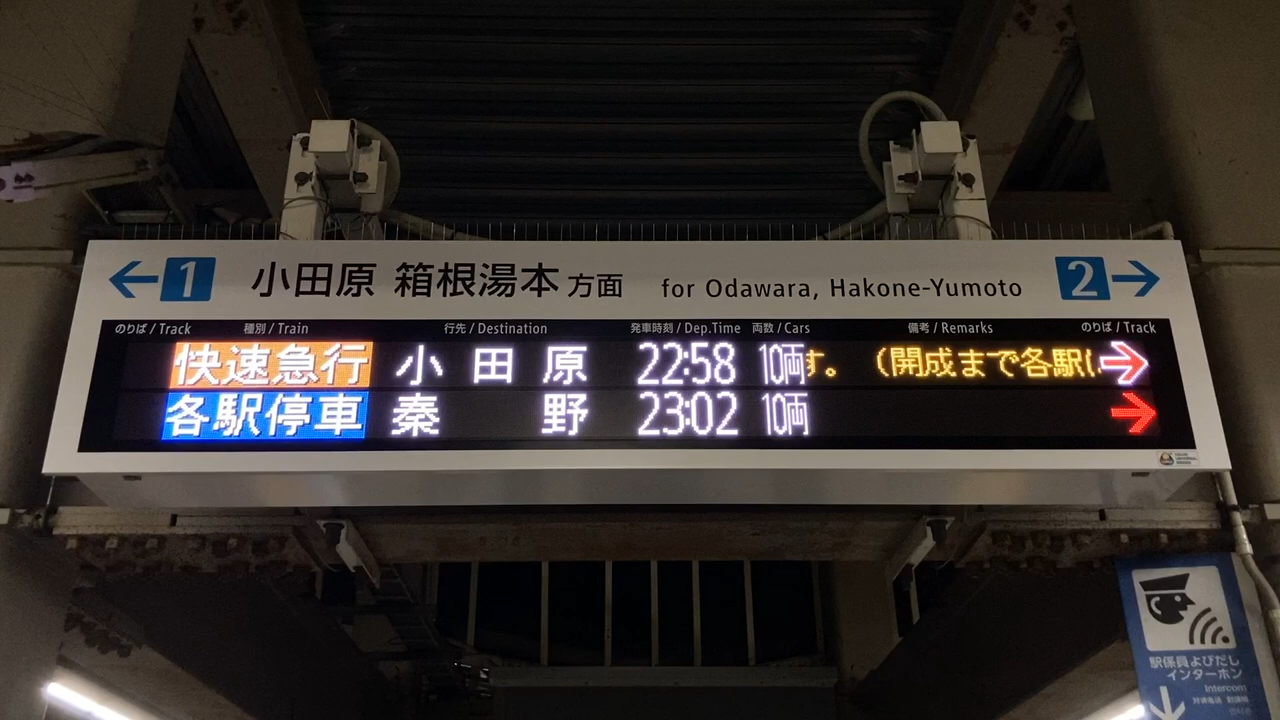 1 小田原 箱根湯本 方面 for Odawara, Hakone-Yumoto 2
のりば / Track 種別 / Train 行先 / Destination 発車時刻 / Dep.Time 両数 / Cars 備考 / Remarks のりば / Track
快速急行 小田原 22:58 10両 す。 (開成まで各駅に
各駅停車 秦野 23:02 10両
駅係員よびだし
インターホン
Intercom